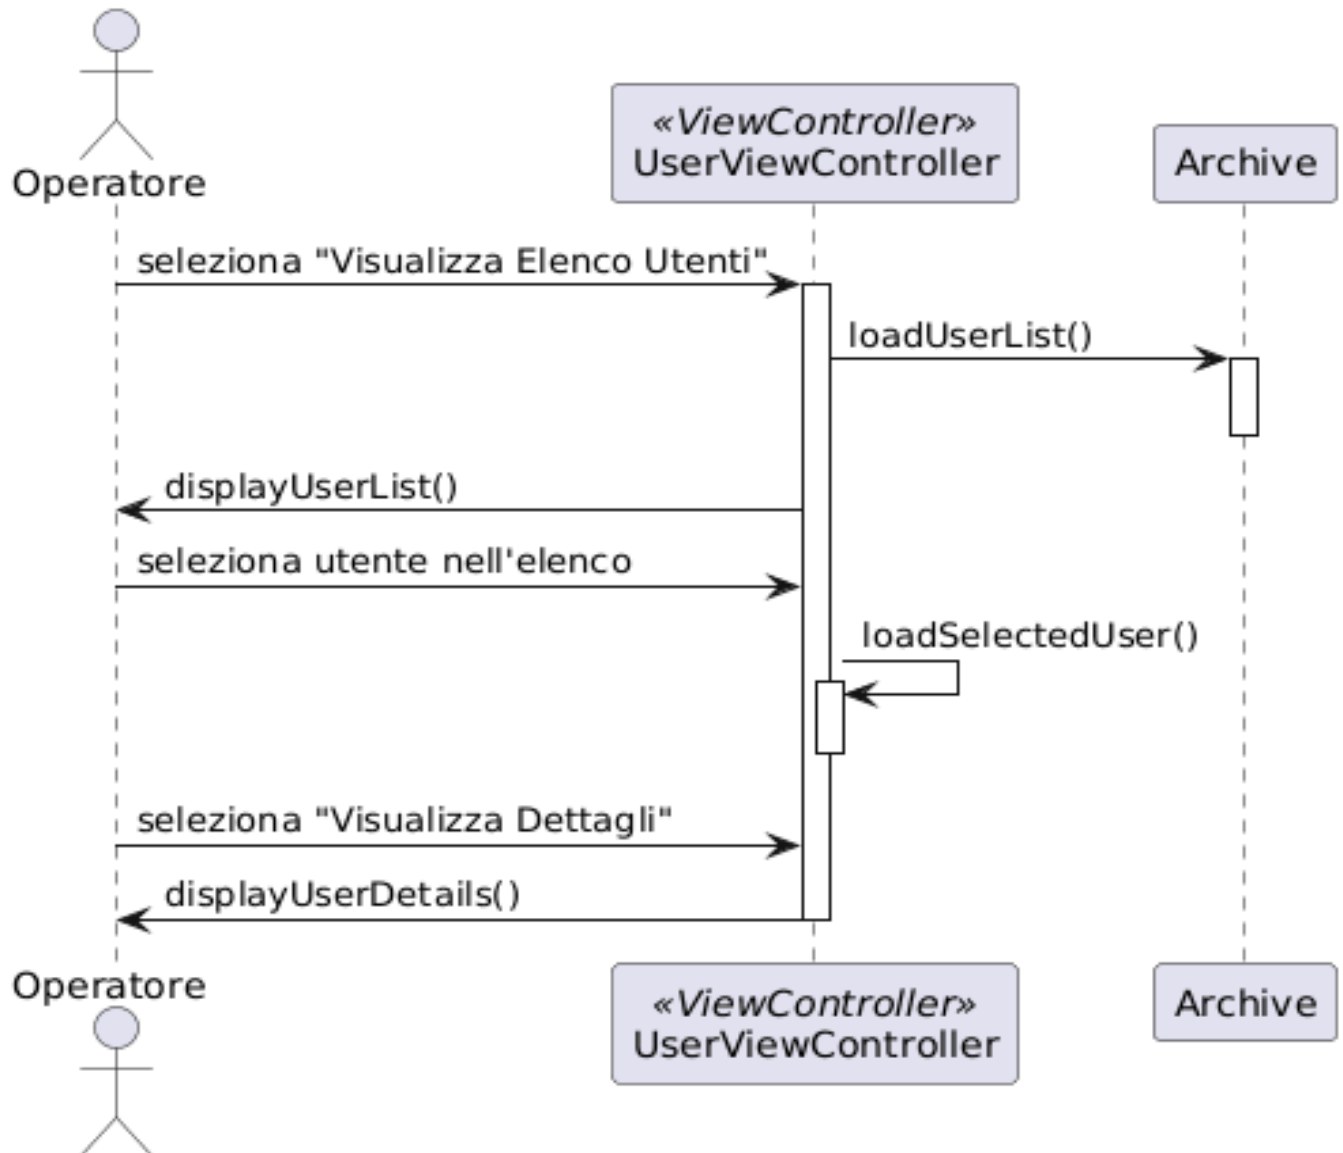 Operatore
«ViewController»
UserViewController
Archive
seleziona "Visualizza Elenco Utenti"
loadUserList()
displayUserList()
seleziona utente nell'elenco
loadSelectedUser()
seleziona "Visualizza Dettagli"
displayUserDetails()
Operatore
«ViewController»
UserViewController
Archive